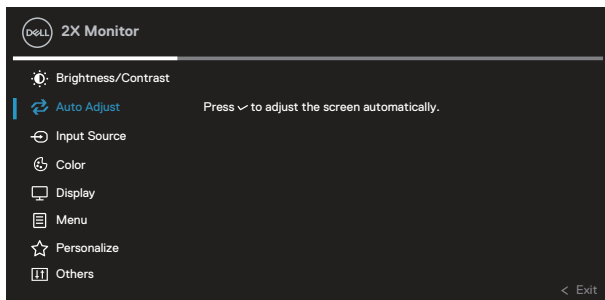 DELL 2X Monitor
Brightness/Contrast
Auto Adjust Press ✓ to adjust the screen automatically.
Input Source
Color
Display
Menu
Personalize
Others
< Exit